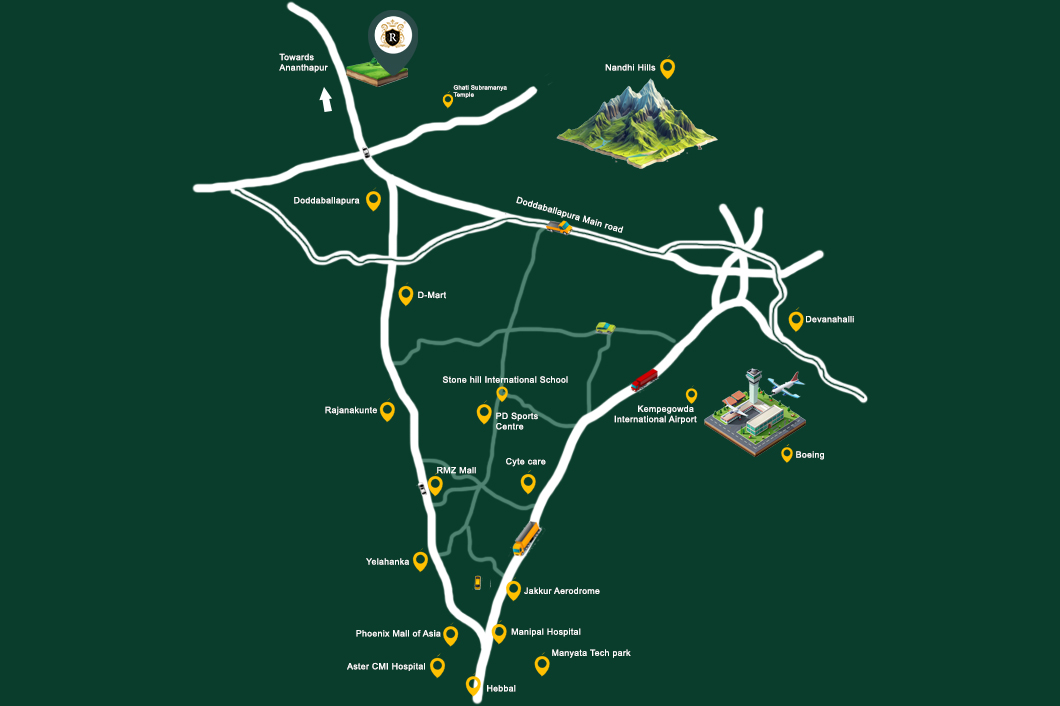 R
Towards
Ananthapur
Nandhi Hills
Ghati Subramanya
Temple
Doddaballapura
Doddaballapura Main road
D-Mart
Devanahalli
Stone hill International School
Rajanakunte
PD Sports
Centre
Kempegowda
International Airport
Boeing
Cyte care
RMZ Mall
Yelahanka
Jakkur Aerodrome
Phoenix Mall of Asia
Manipal Hospital
Manyata Tech park
Aster CMI Hospital
Hebbal